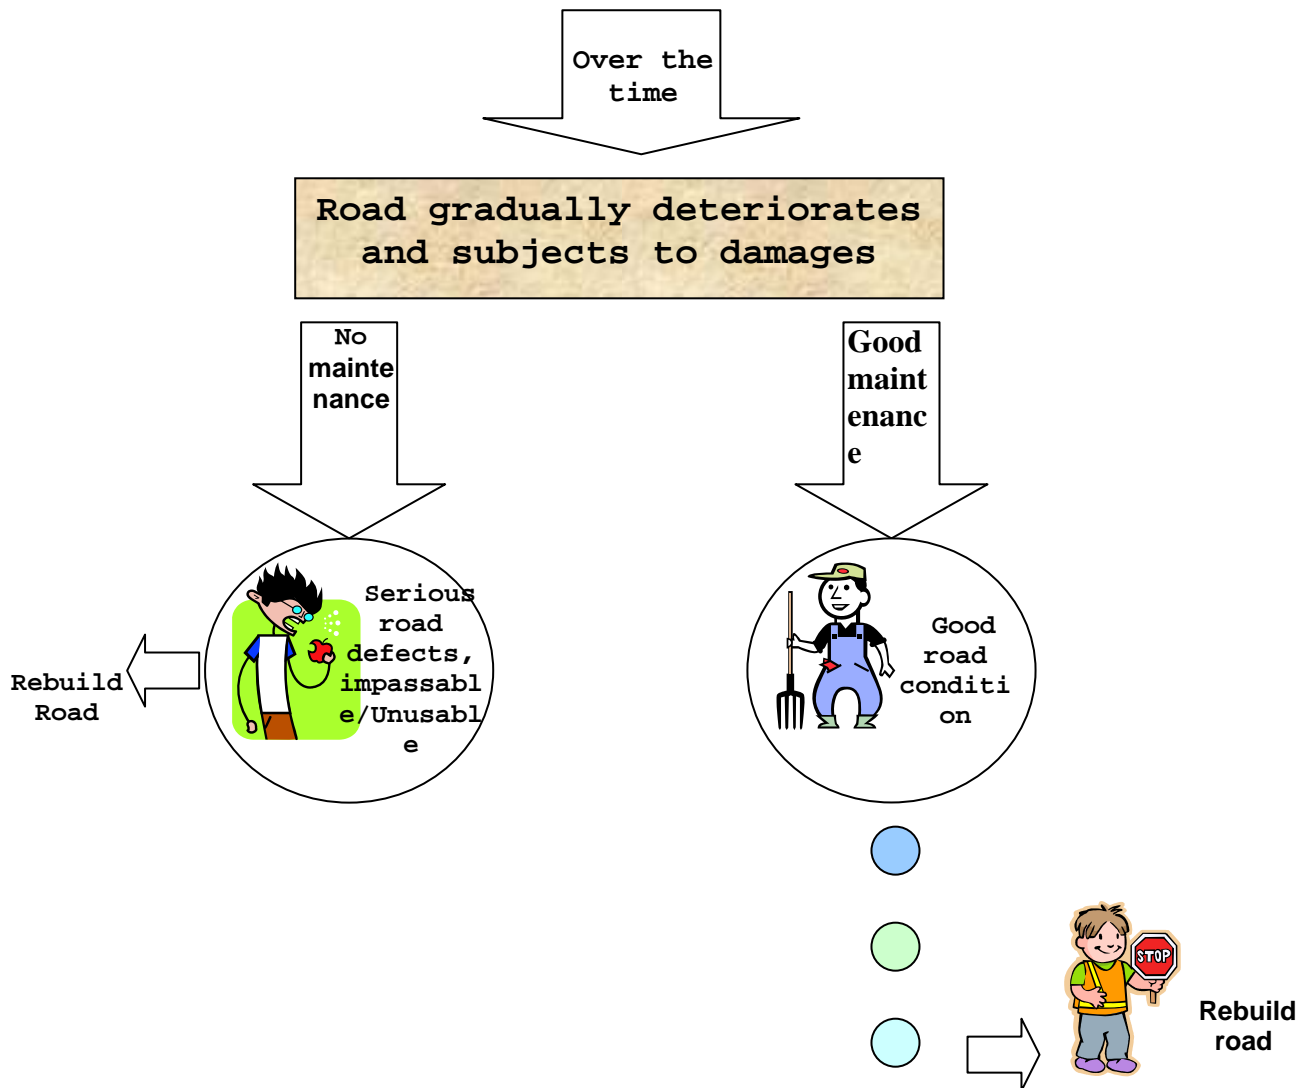 Over the
time
Road gradually deteriorates
and subjects to damages
No
mainte
nance
Good
maint
enanc
e
Serious
road
defects,
impassabl
e/Unusabl
e
Good
road
conditi
on
Rebuild
Road
STOP
Rebuild
road